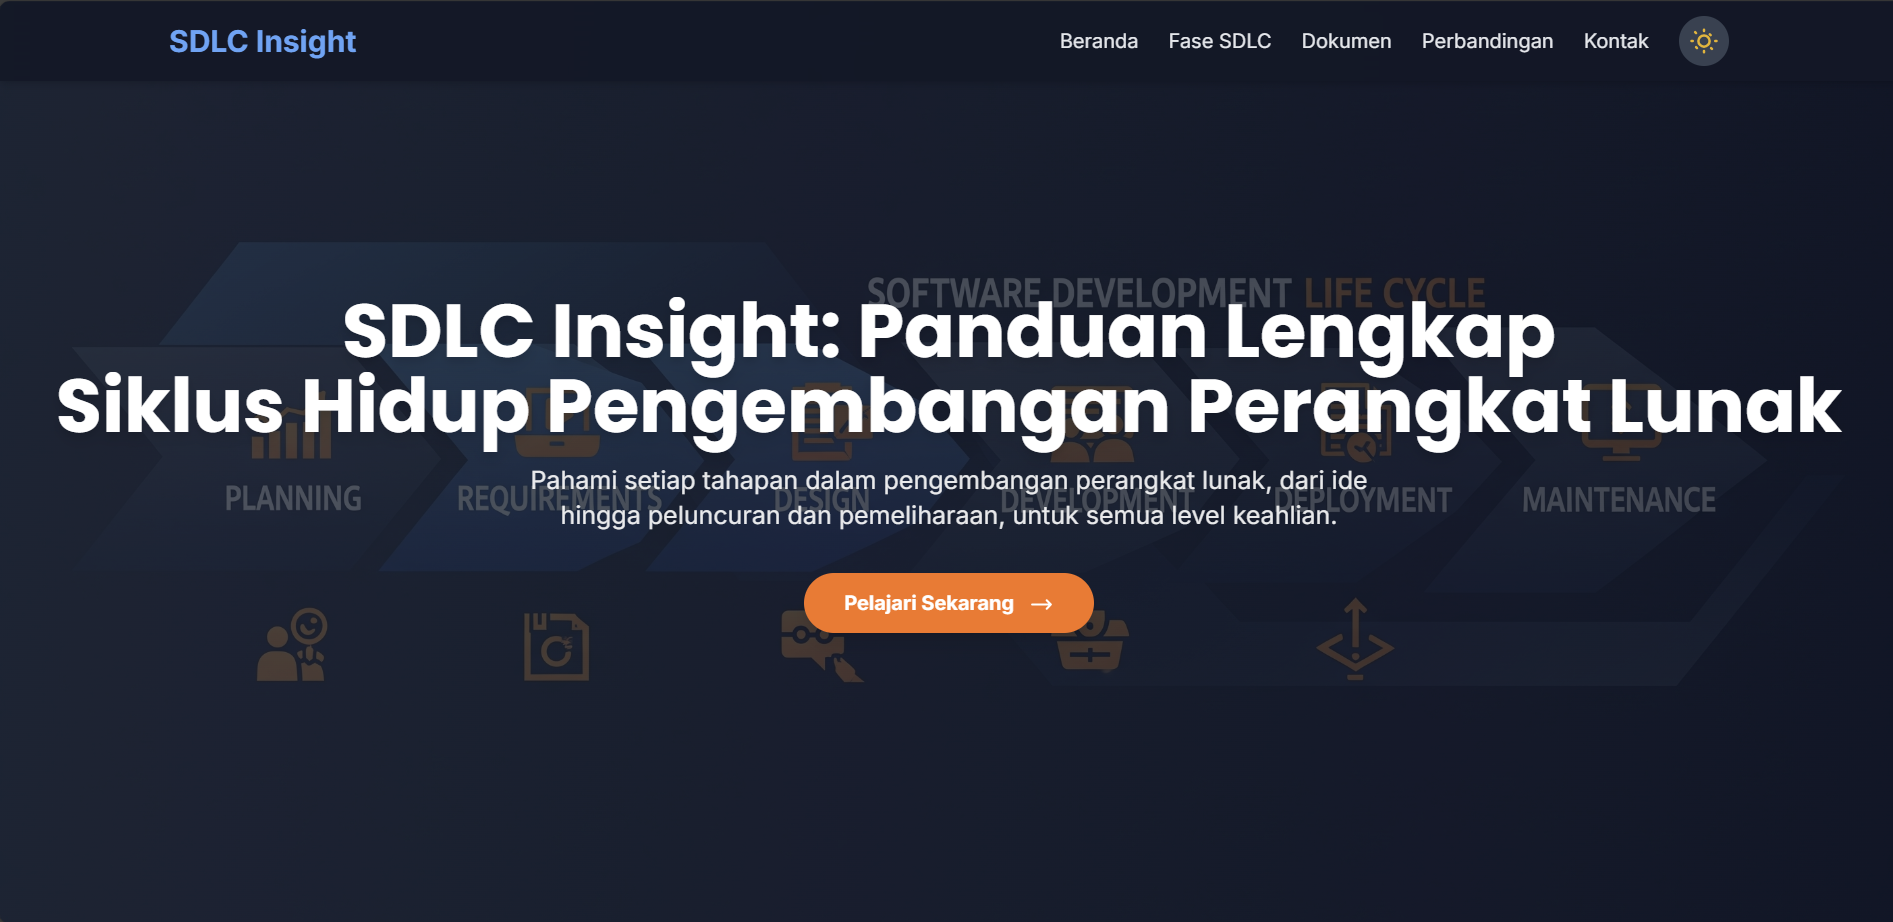 SDLC Insight
Beranda
Fase SDLC
Dokumen
Perbandingan
Kontak
SOFTWARE DEVELOPMENT LIFE CYCLE
SDLC Insight: Panduan Lengkap
Siklus Hidup Pengembangan Perangkat Lunak
Pahami setiap tahapan dalam pengembangan perangkat lunak, dari ide
hingga peluncuran dan pemeliharaan, untuk semua level keahlian.
PLANNING
REQUIREMENTS
DESIGN
DEVELOPMENT
DEPLOYMENT
MAINTENANCE
Pelajari Sekarang →